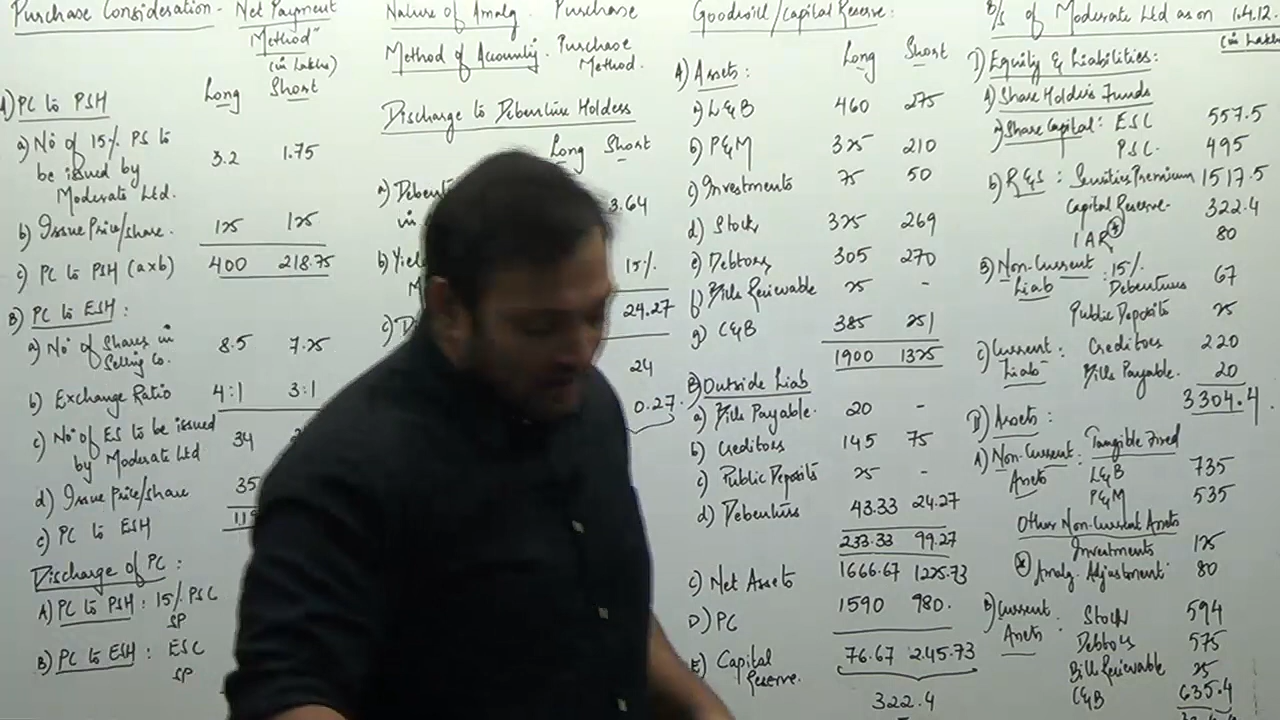 Purchase Consideration - Net Payment
Method"
(in Lakhs)
Long Short
A) PC to PSH
a) No of 15% PS to
be issued by
Moderate Ltd. 3.2 1.75
b) Issue Price/share. 125 125
c) PC to PSH (axb) 400 218.75
B) PC to ESH :
a) No of Shares in
Selling Co. 8.5 7.25
b) Exchange Ratio 4:1 3:1
c) No of ES to be issued
by Moderate Ltd 34
d) Issue Price/share 35
e) PC to ESH
Discharge of PC :
A) PC to PSH : 15% PSC
SP
B) PC to ESH : ESC
SP
Nature of Amalg. Purchase
Method of Accountig. Purchase
Method.
Discharge to Debenture Holders
Long Short
a) 
in 3.64
b) 15%
24.27
c)
24
0.27.
Goodwill/Capital Reserve:
Long Short
A) Assets:
a) L&B 460 275
b) P&M 325 210
c) Investments 75 50
d) Stock 325 269
e) Debtors 305 270
f) Bills Receivable 25 -
g) C&B 385 251
1900 1325
B) Outside Liab
a) Bills Payable. 20 -
b) Creditors 145 75
c) Public Deposits 25 -
d) Debentures 43.33 24.27
233.33 99.27
C) Net Assets 1666.67 1225.73
D) PC 1590 980.
E) Capital
Reserve. 76.67 245.73
322.4
B/S of Moderate Ltd as on 1.4.12.
(in Lakhs)
I) Equity & Liabilities:
A) Share Holders Funds
a) Share Capital: ESC 557.5
PSC. 495
b) R&S : Securities Premium 1517.5
Capital Reserve. 322.4
IAR * 80
B) Non-Current : 15%
Liab Debentures 67
Public Deposits 25
C) Current : Creditors 220
Liab Bills Payable. 20
3304.4.
II) Assets:
A) Non-Current : Tangible Fixed
Assets L&B 735
P&M 535
Other Non-Current Assets
Investments 125
* Amalg. Adjustment 80
B) Current : Stock 594
Assets Debtors 575
Bill Receivable 25
C&B 635.4